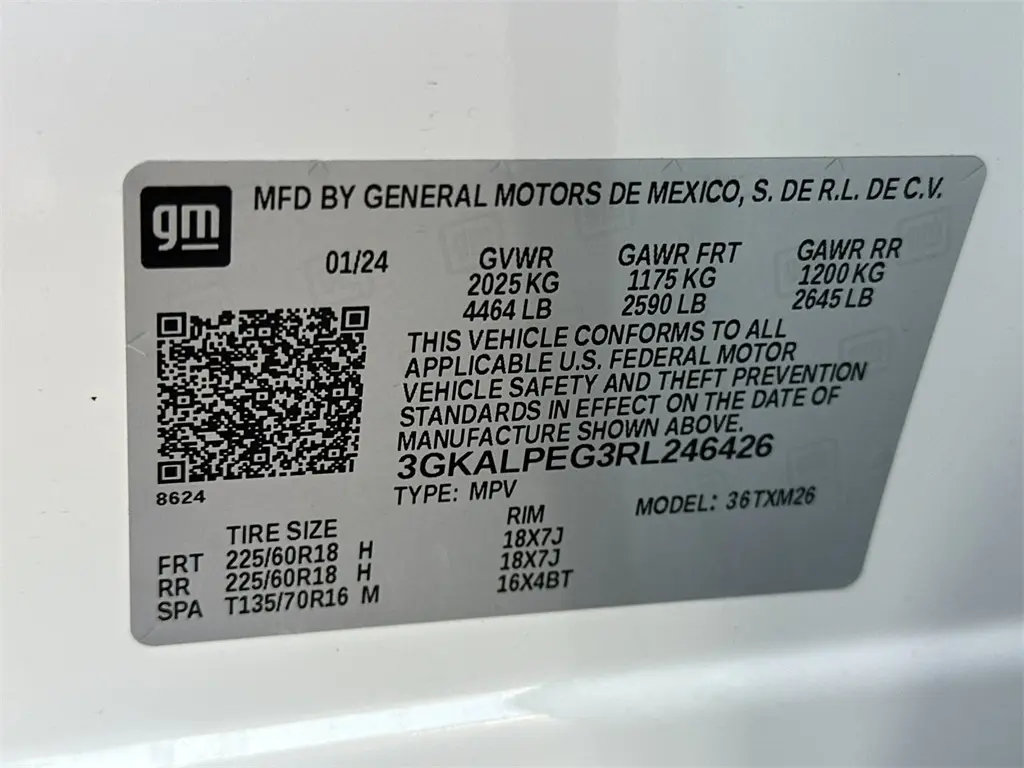 gm
MFD BY GENERAL MOTORS DE MEXICO, S. DE R.L. DE C.V.
01/24 GVWR GAWR FRT GAWR RR
2025 KG 1175 KG 1200 KG
4464 LB 2590 LB 2645 LB
THIS VEHICLE CONFORMS TO ALL
APPLICABLE U.S. FEDERAL MOTOR
VEHICLE SAFETY AND THEFT PREVENTION
STANDARDS IN EFFECT ON THE DATE OF
MANUFACTURE SHOWN ABOVE.
3GKALPEG3RL246426
8624
TYPE: MPV MODEL: 36TXM26
TIRE SIZE RIM
FRT 225/60R18 H 18X7J
RR 225/60R18 H 18X7J
SPA T135/70R16 M 16X4BT